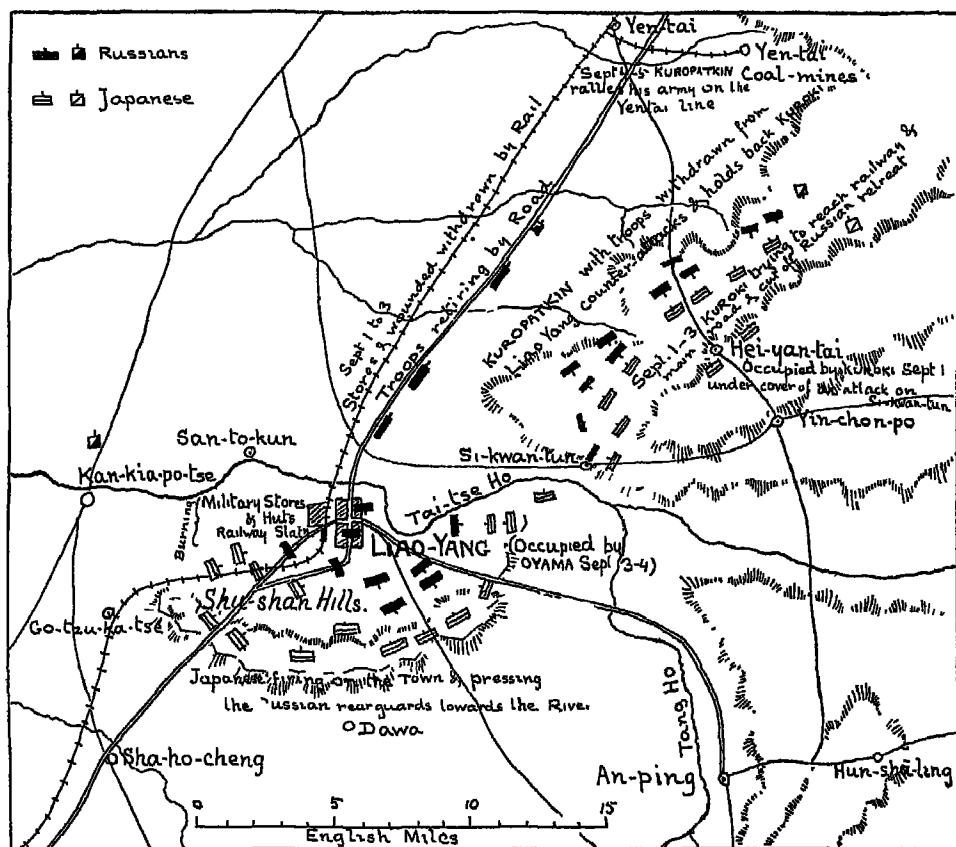 Russians
Japanese
Yen-tai
Yen-tai
Coal-mines
Sept 4-5 KUROPATKIN
rallies his army on the
Yentai line
Stores & wounded withdrawn by Rail
Sept 1 to 3
Troops retiring by Road
KUROPATKIN with troops withdrawn from
Liao Yang counter-attacks & holds back KUROKI
Sept. 1-3 KUROKI trying to reach railway &
main road & cut off Russian retreat
Hei-yan-tai
Occupied by KUROKI Sept 1
under cover of his attack on
Si-kwan-tun
Yin-chon-po
San-to-kun
Kan-kia-po-tse
Si-kwan-tun
Tai-tse Ho
Military Stores
& Huts
Railway Statn
Burning
LIAO-YANG
(Occupied by
OYAMA Sept 3-4)
Shu-shan Hills.
Go-tzu-ka-tse
Japanese firing on the Town & pressing
the ussian rearguards towards the River
Dawa
Tang Ho
Sha-ho-cheng
An-ping
Hun-sha-ling
0 5 10 15
English Miles